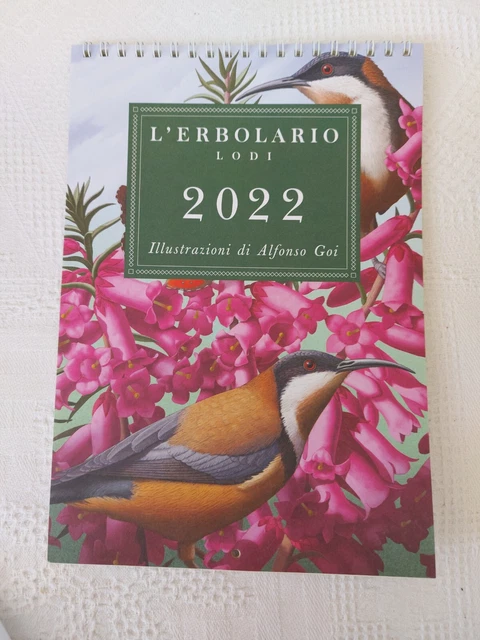 L'ERBOLARIO
LODI
2022
Illustrazioni di Alfonso Goi